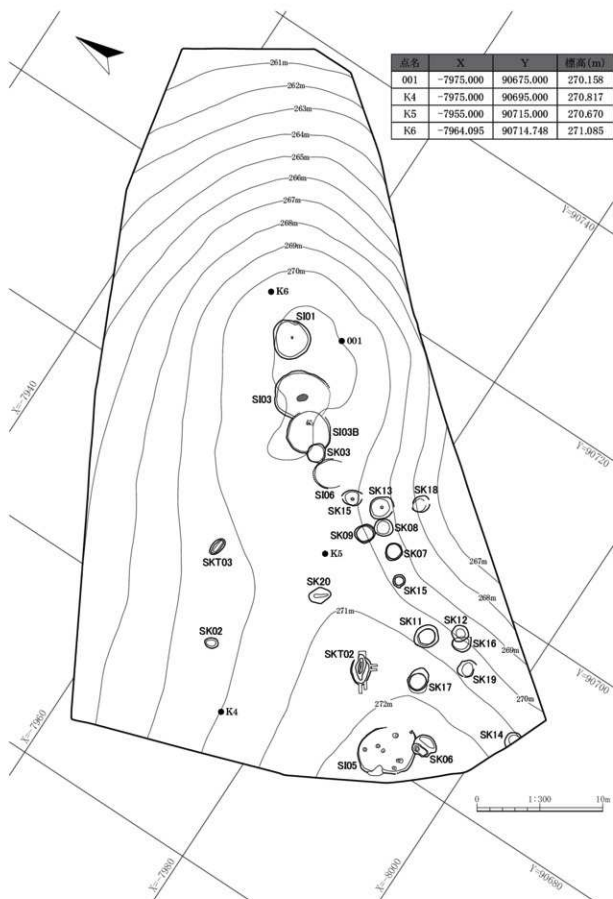 点名 X Y 標高(m)
001 -7975.000 90675.000 270.158
K4 -7975.000 90695.000 270.817
K5 -7955.000 90715.000 270.670
K6 -7964.095 90714.748 271.085
261m
262m
263m
264m
265m
266m
267m
268m
269m
270m
Y=90740
K6
SI01
001
X=-7940
SI03
SI03B
SK03
Y=90720
SI06
SK15
SK13
SK18
SK09
SK08
SKT03
K5
SK07
267m
SK20
SK15
268m
271m
SK02
SK11
SK12
SK16
269m
SKT02
SK17
SK19
Y=90700
270m
X=-7960
K4
272m
SK14
SI05
SK06
0 1:300 10m
X=-7980
X=-8000
Y=90680